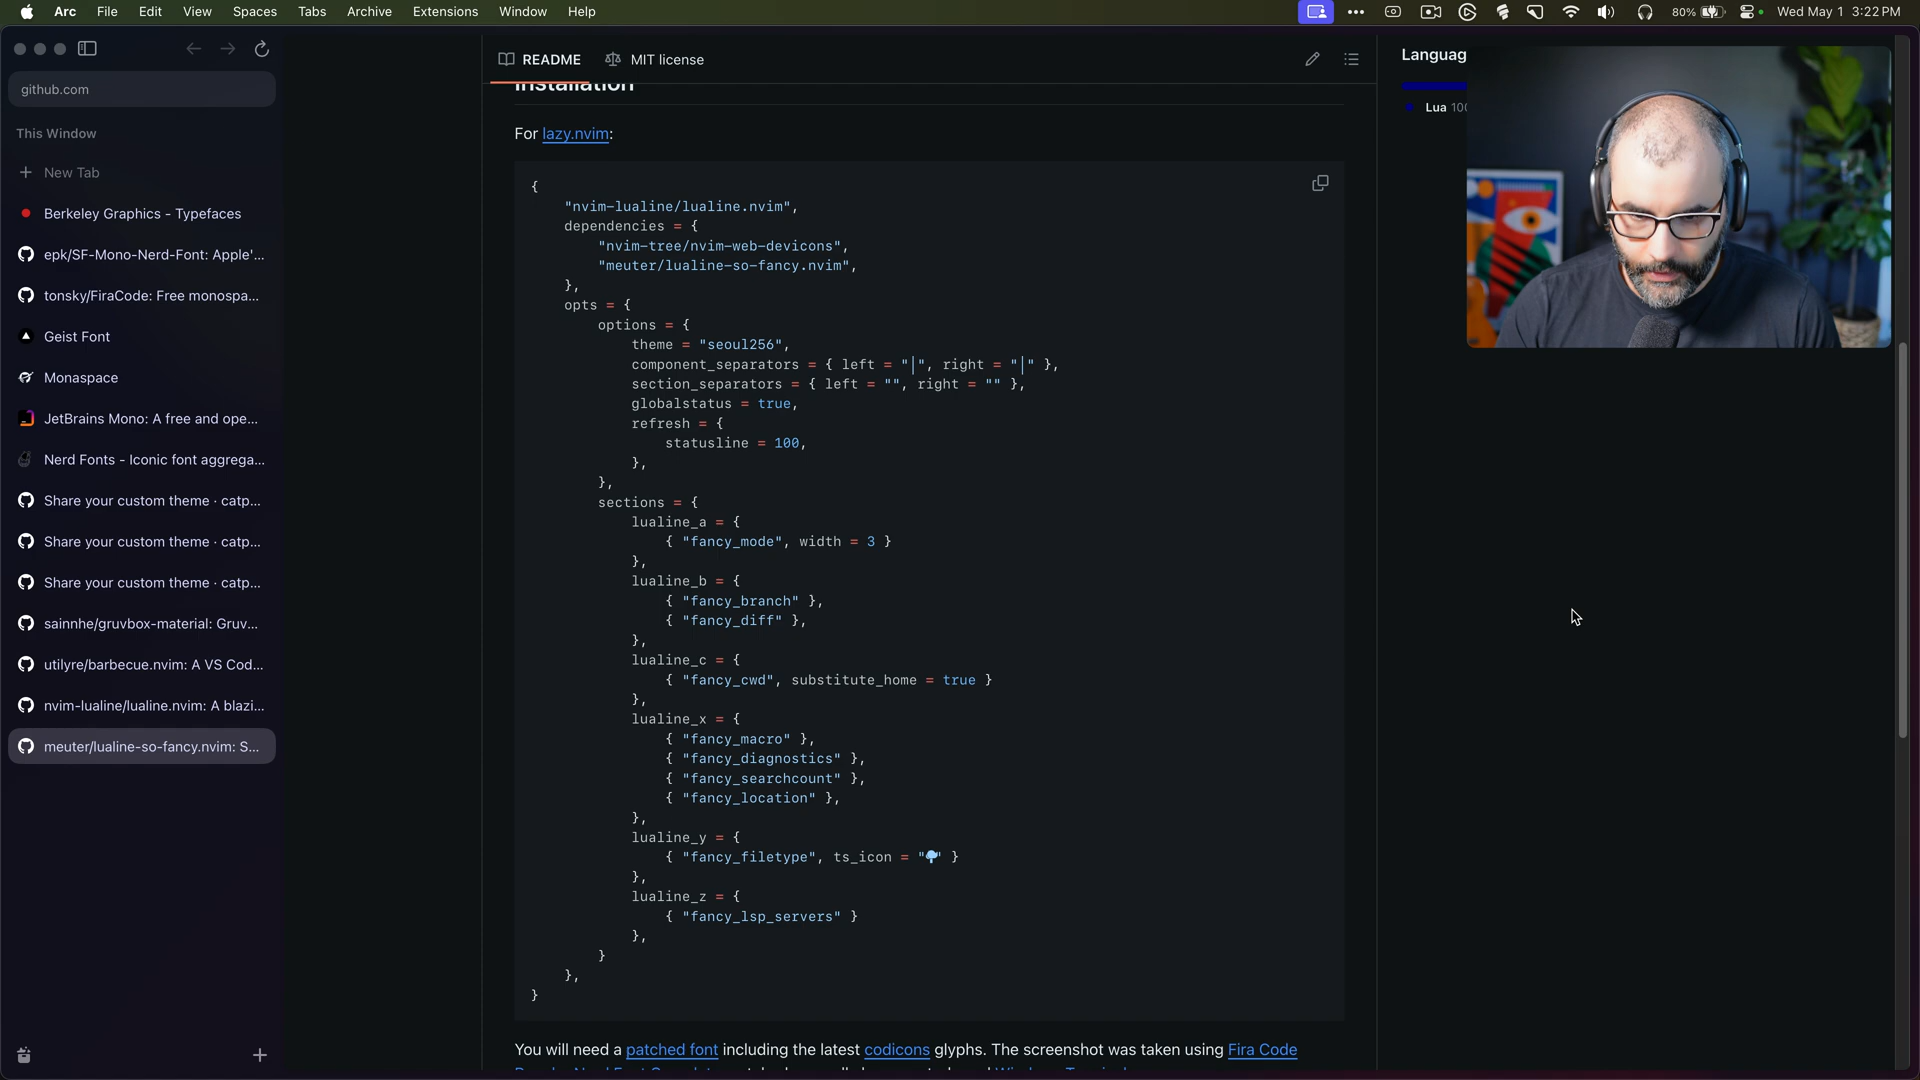 Arc File Edit View Spaces Tabs Archive Extensions Window Help
80% Wed May 1 3:22 PM
github.com
This Window
New Tab
Berkeley Graphics - Typefaces
epk/SF-Mono-Nerd-Font: Apple'...
tonsky/FiraCode: Free monospa...
Geist Font
Monaspace
JetBrains Mono: A free and ope...
Nerd Fonts - Iconic font aggrega...
Share your custom theme · catp...
Share your custom theme · catp...
Share your custom theme · catp...
sainnhe/gruvbox-material: Gruv...
utilyre/barbecue.nvim: A VS Cod...
nvim-lualine/lualine.nvim: A blazi...
meuter/lualine-so-fancy.nvim: S...
README MIT license
Installation
For lazy.nvim:
{
"nvim-lualine/lualine.nvim",
dependencies = {
"nvim-tree/nvim-web-devicons",
"meuter/lualine-so-fancy.nvim",
},
opts = {
options = {
theme = "seoul256",
component_separators = { left = "│", right = "│" },
section_separators = { left = "", right = "" },
globalstatus = true,
refresh = {
statusline = 100,
},
},
sections = {
lualine_a = {
{ "fancy_mode", width = 3 }
},
lualine_b = {
{ "fancy_branch" },
{ "fancy_diff" },
},
lualine_c = {
{ "fancy_cwd", substitute_home = true }
},
lualine_x = {
{ "fancy_macro" },
{ "fancy_diagnostics" },
{ "fancy_searchcount" },
{ "fancy_location" },
},
lualine_y = {
{ "fancy_filetype", ts_icon = "" }
},
lualine_z = {
{ "fancy_lsp_servers" }
},
}
},
}
You will need a patched font including the latest codicons glyphs. The screenshot was taken using Fira Code
Languag
Lua 100